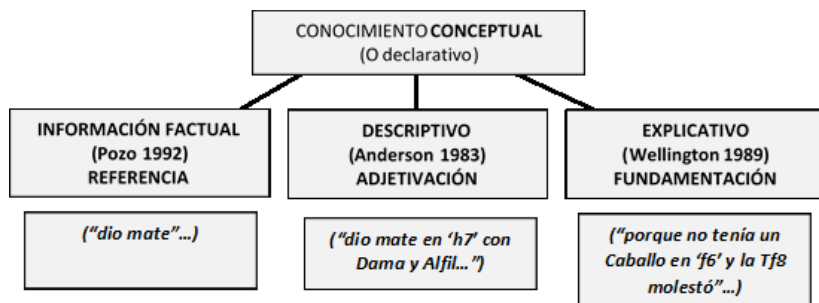 CONOCIMIENTO CONCEPTUAL
(O declarativo)
INFORMACIÓN FACTUAL
(Pozo 1992)
REFERENCIA
DESCRIPTIVO
(Anderson 1983)
ADJETIVACIÓN
EXPLICATIVO
(Wellington 1989)
FUNDAMENTACIÓN
(“dio mate”…)
(“dio mate en ‘h7’ con
Dama y Alfil…”)
(“porque no tenía un
Caballo en ‘f6’ y la Tf8
molestó”…)